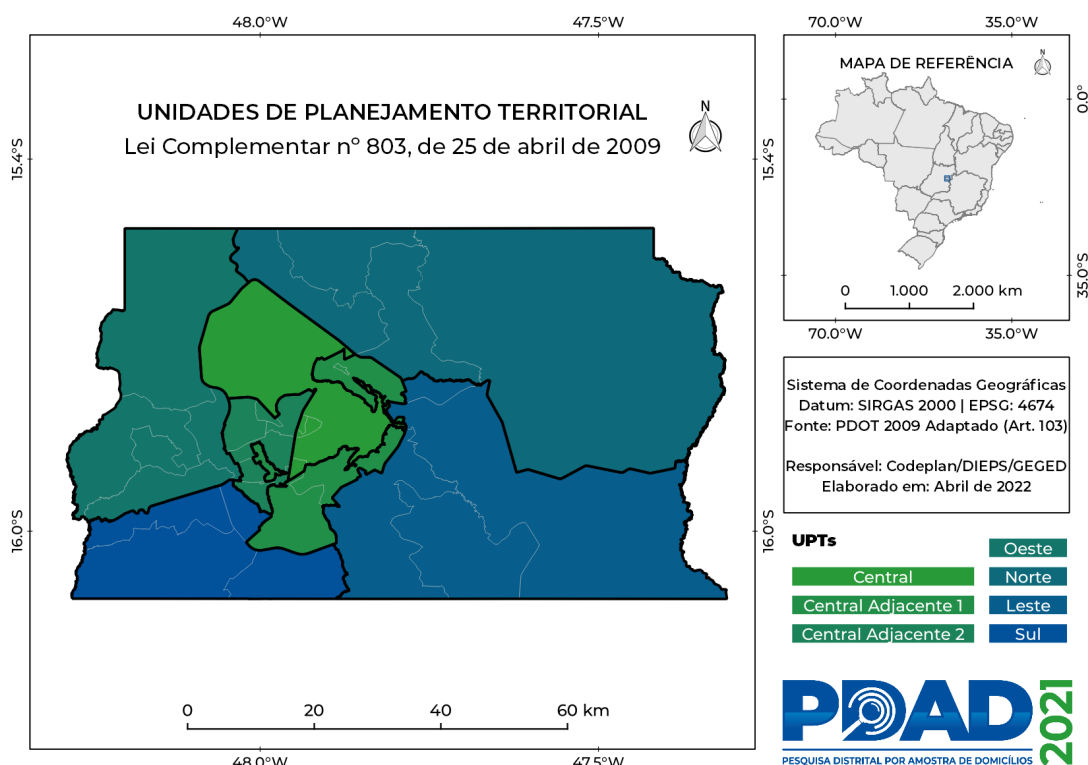 48.0°W
47.5°W
70.0°W
35.0°W
MAPA DE REFERÊNCIA
N
UNIDADES DE PLANEJAMENTO TERRITORIAL
Lei Complementar nº 803, de 25 de abril de 2009
N
0.0°
15.4°S
15.4°S
35.0°S
0
1.000
2.000 km
70.0°W
35.0°W
Sistema de Coordenadas Geográficas
Datum: SIRGAS 2000 | EPSG: 4674
Fonte: PDOT 2009 Adaptado (Art. 103)
Responsável: Codeplan/DIEPS/GEGED
Elaborado em: Abril de 2022
16.0°S
16.0°S
UPTs
Central
Central Adjacente 1
Central Adjacente 2
Oeste
Norte
Leste
Sul
0
20
40
60 km
48.0°W
47.5°W
PDAD
2021
PESQUISA DISTRITAL POR AMOSTRA DE DOMICÍLIOS